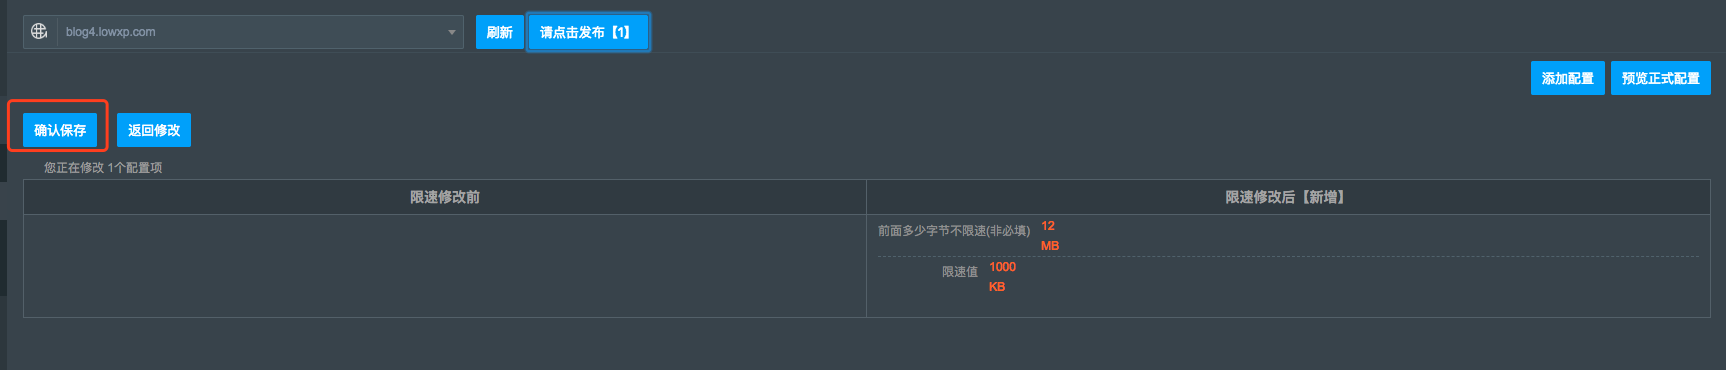 blog4.lowxp.com
刷新
请点击发布【1】
添加配置
预览正式配置
确认保存
返回修改
您正在修改 1个配置项
限速修改前
限速修改后【新增】
前面多少字节不限速(非必填)
12
MB
限速值
1000
KB